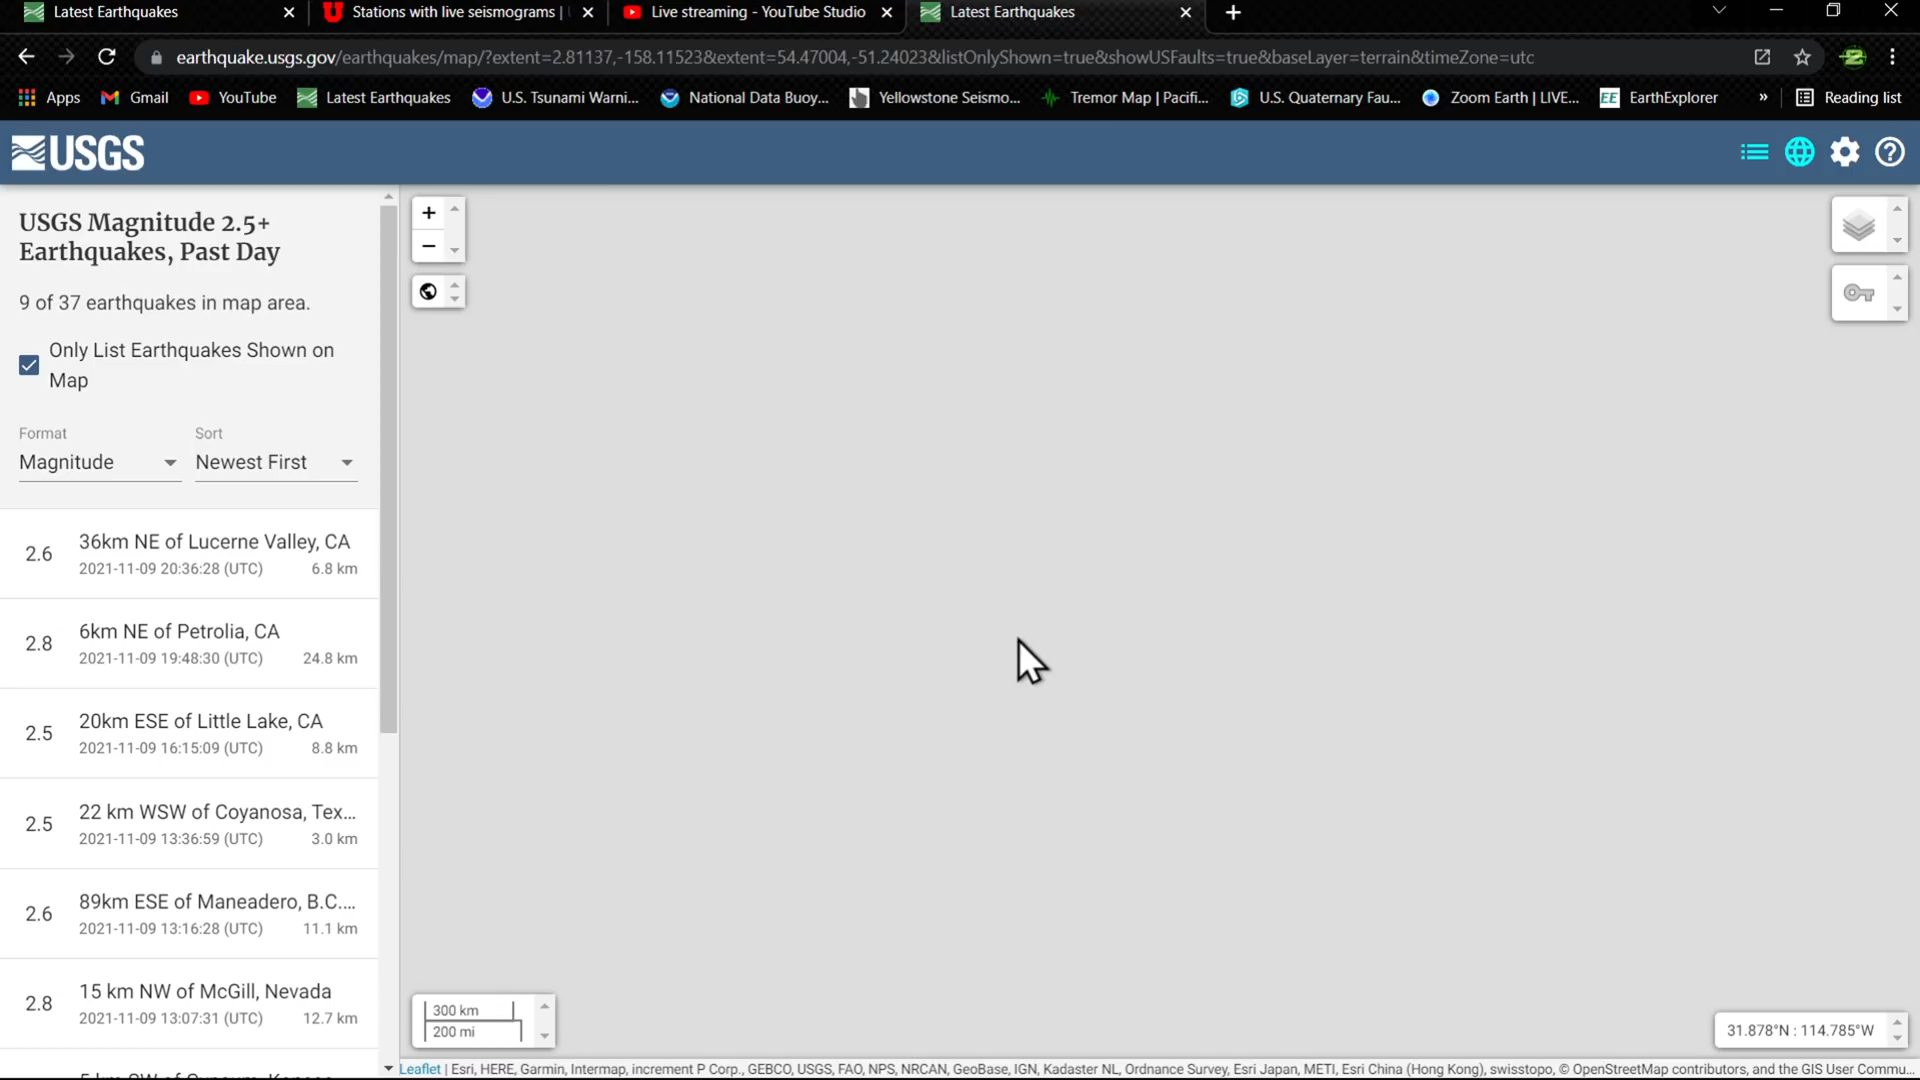 Latest Earthquakes
Stations with live seismograms |
Live streaming - YouTube Studio
Latest Earthquakes
earthquake.usgs.gov/earthquakes/map/?extent=2.81137,-158.11523&extent=54.47004,-51.24023&listOnlyShown=true&showUSFaults=true&baseLayer=terrain&timeZone=utc
Apps
Gmail
YouTube
Latest Earthquakes
U.S. Tsunami Warni...
National Data Buoy...
Yellowstone Seismo...
Tremor Map | Pacifi...
U.S. Quaternary Fau...
Zoom Earth | LIVE...
EE EarthExplorer
»
Reading list
USGS
USGS Magnitude 2.5+
Earthquakes, Past Day
9 of 37 earthquakes in map area.
Only List Earthquakes Shown on
Map
Format Sort
Magnitude Newest First
2.6 36km NE of Lucerne Valley, CA
2021-11-09 20:36:28 (UTC) 6.8 km
2.8 6km NE of Petrolia, CA
2021-11-09 19:48:30 (UTC) 24.8 km
2.5 20km ESE of Little Lake, CA
2021-11-09 16:15:09 (UTC) 8.8 km
2.5 22 km WSW of Coyanosa, Tex...
2021-11-09 13:36:59 (UTC) 3.0 km
2.6 89km ESE of Maneadero, B.C....
2021-11-09 13:16:28 (UTC) 11.1 km
2.8 15 km NW of McGill, Nevada
2021-11-09 13:07:31 (UTC) 12.7 km
+
−
300 km
200 mi
31.878°N : 114.785°W
Leaflet | Esri, HERE, Garmin, Intermap, increment P Corp., GEBCO, USGS, FAO, NPS, NRCAN, GeoBase, IGN, Kadaster NL, Ordnance Survey, Esri Japan, METI, Esri China (Hong Kong), swisstopo, © OpenStreetMap contributors, and the GIS User Commu...